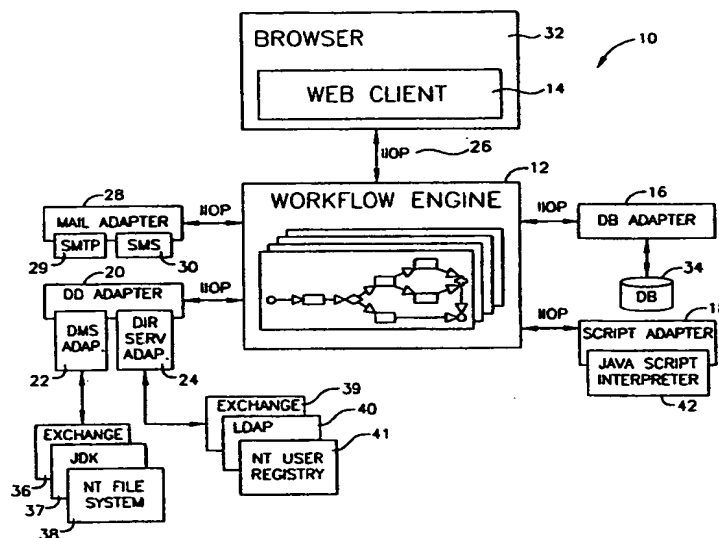 BROWSER
32
10
WEB CLIENT
14
IIOP
26
12
WORKFLOW ENGINE
28
MAIL ADAPTER
IIOP
SMTP
SMS
29
30
20
DD ADAPTER
IIOP
DMS
ADAP.
DIR
SERV
ADAP.
22
24
IIOP
16
DB ADAPTER
34
DB
IIOP
SCRIPT ADAPTER
JAVA SCRIPT
INTERPRETER
42
39
EXCHANGE
40
LDAP
41
NT USER
REGISTRY
EXCHANGE
36
JDK
37
NT FILE
SYSTEM
38